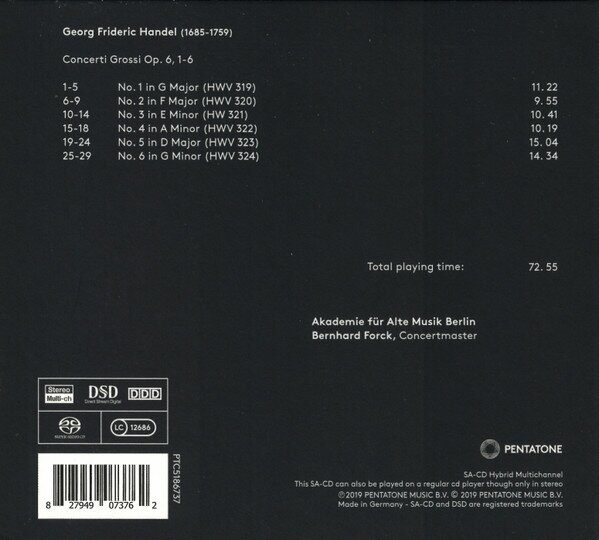 Georg Frideric Handel (1685-1759)
Concerti Grossi Op. 6, 1-6
1-5 No. 1 in G Major (HWV 319) 11. 22
6-9 No. 2 in F Major (HWV 320) 9. 55
10-14 No. 3 in E Minor (HW 321) 10. 41
15-18 No. 4 in A Minor (HWV 322) 10. 19
19-24 No. 5 in D Major (HWV 323) 15. 04
25-29 No. 6 in G Minor (HWV 324) 14. 34
Total playing time: 72. 55
Akademie für Alte Musik Berlin
Bernhard Forck, Concertmaster
Stereo
Multi-ch
DSD
Direct Stream Digital
DDD
SUPER AUDIO CD
LC 12686
PTC5186737
8 27949 07376 2
PENTATONE
SA-CD Hybrid Multichannel
This SA-CD can also be played on a regular cd player though only in stereo
℗2019 PENTATONE MUSIC B.V. © 2019 PENTATONE MUSIC B.V.
Made in Germany - SA-CD and DSD are registered trademarks